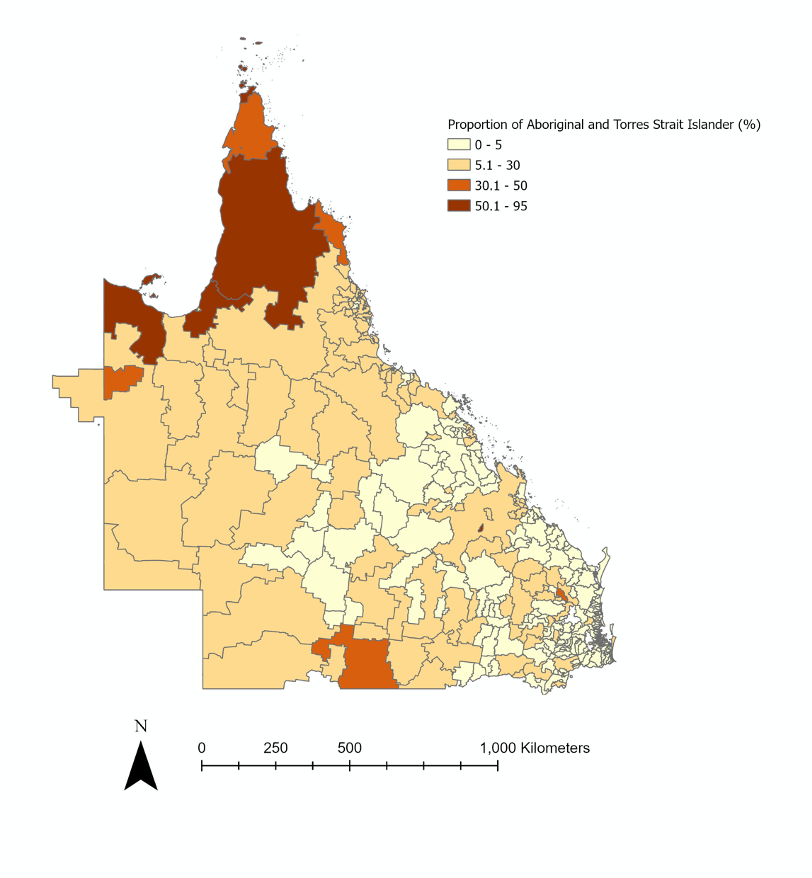 Proportion of Aboriginal and Torres Strait Islander (%)
0 - 5
5.1 - 30
30.1 - 50
50.1 - 95
N
0 250 500 1,000 Kilometers